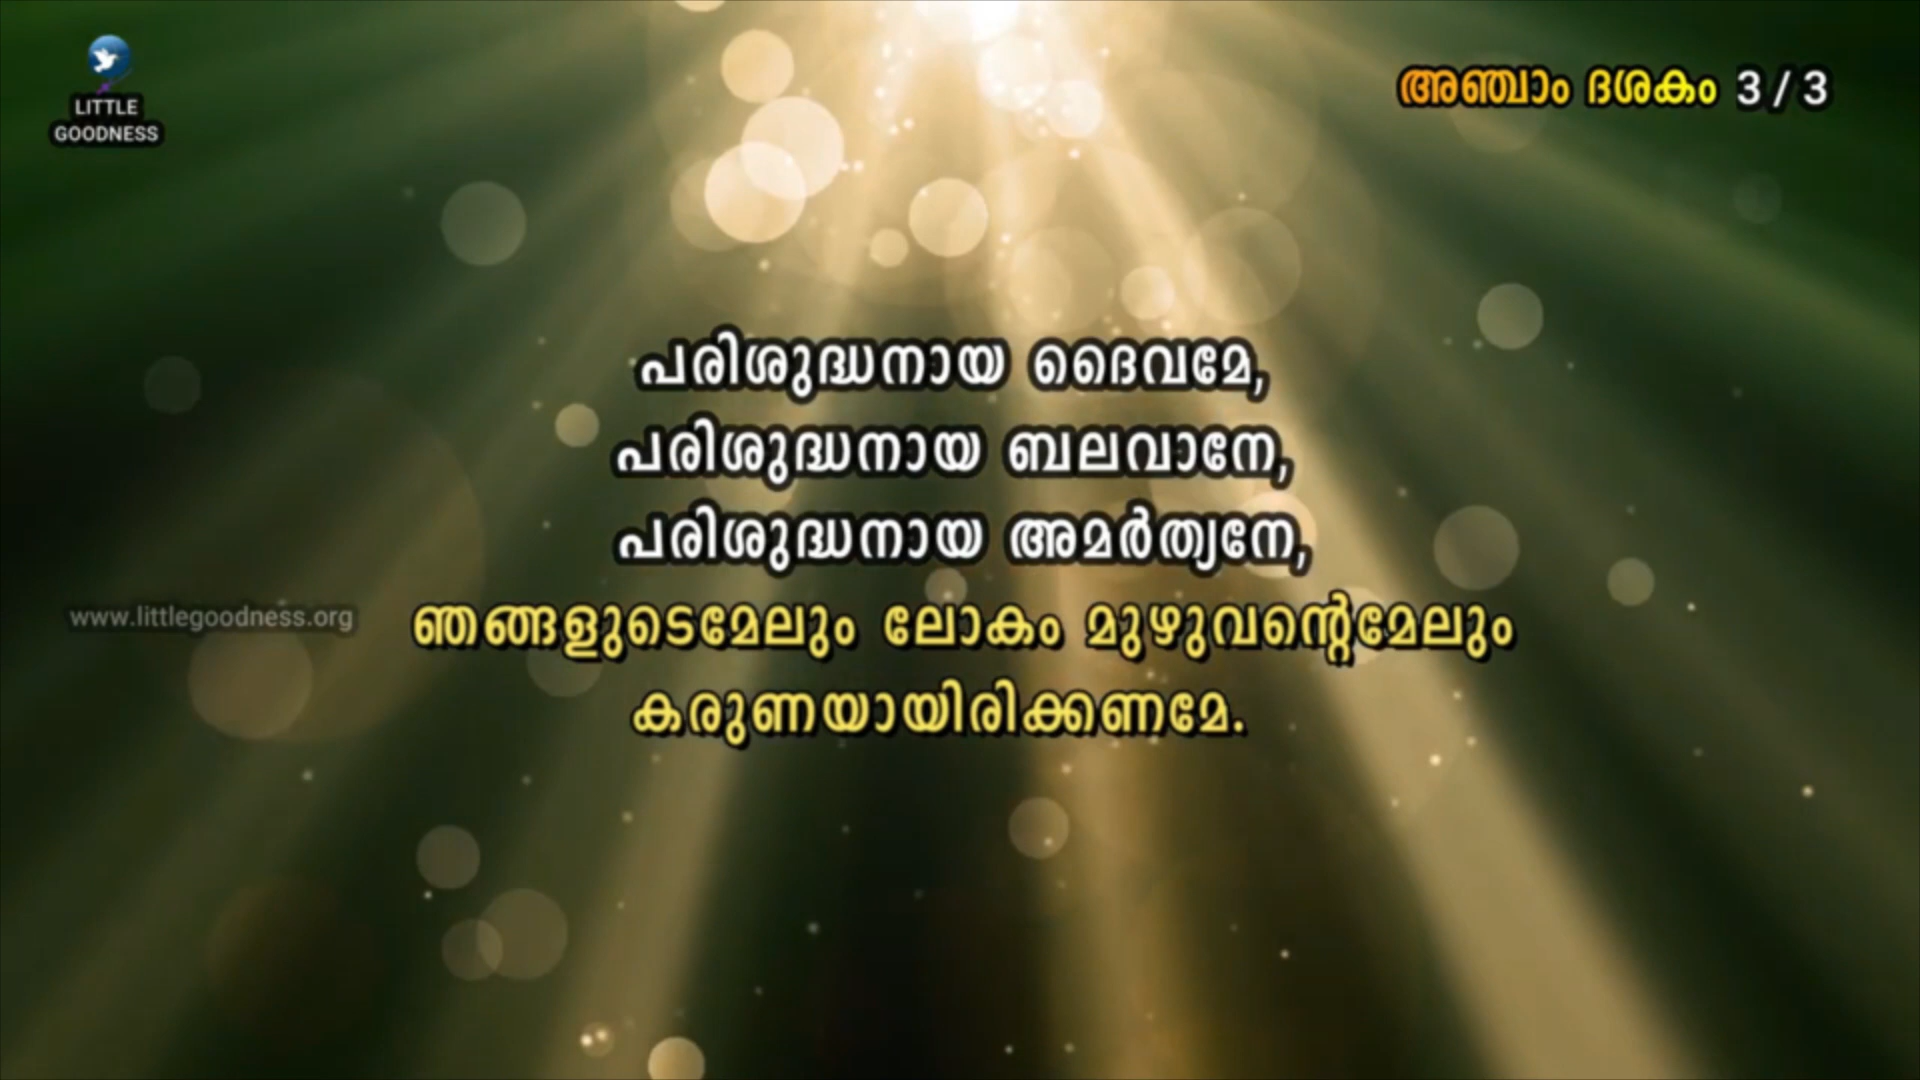 LITTLE
GOODNESS
അഞ്ചാം ദശകം 3 / 3
പരിശുദ്ധനായ ദൈവമേ,
പരിശുദ്ധനായ ബലവാനേ,
പരിശുദ്ധനായ അമർത്യനേ,
ഞങ്ങളുടെമേലും ലോകം മുഴുവന്റെമേലും
കരുണയായിരിക്കണമേ.
www.littlegoodness.org